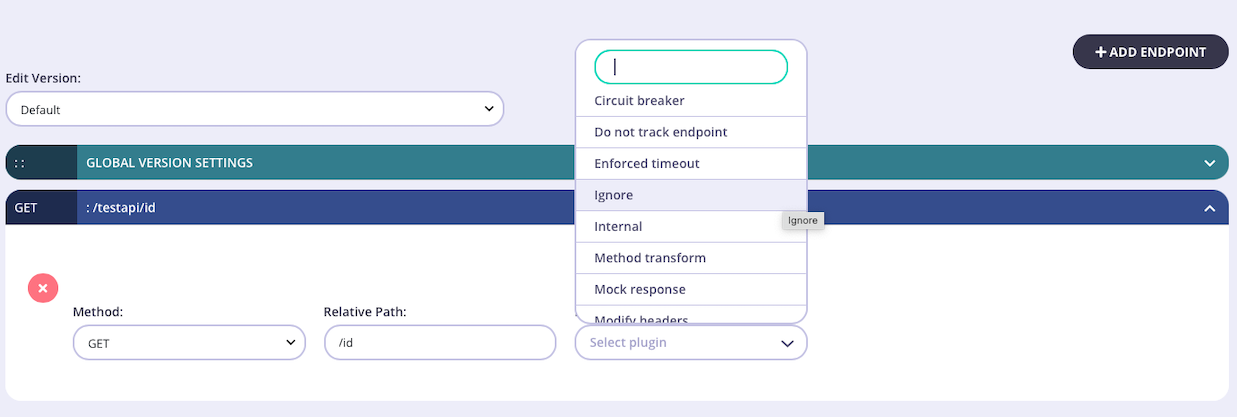 ADD ENDPOINT
Edit Version:
Default
: :
GLOBAL VERSION SETTINGS
GET
: /testapi/id
Circuit breaker
Do not track endpoint
Enforced timeout
Ignore
Ignore
Internal
Method transform
Mock response
Modify headers
Method:
GET
Relative Path:
/id
Select plugin